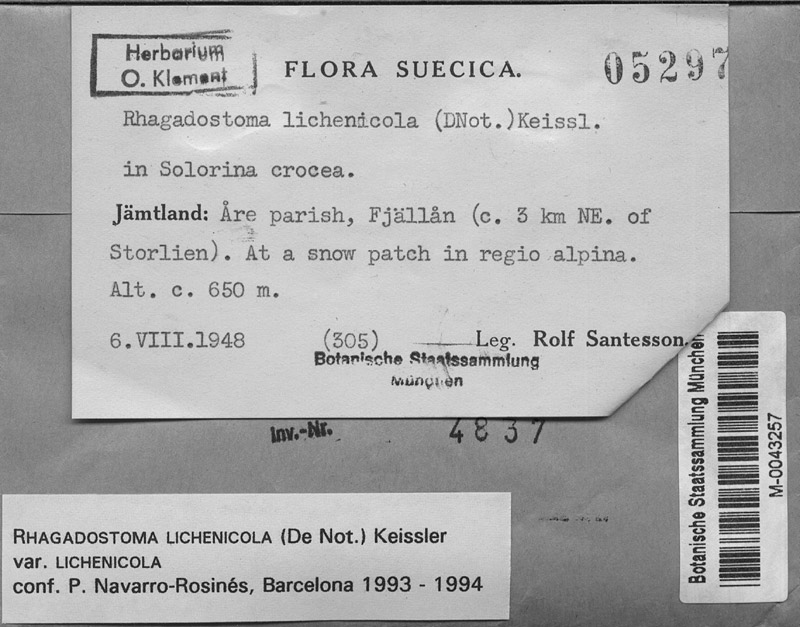 Herbarium
O. Klement
FLORA SUECICA.
05297
Rhagadostoma lichenicola (DNot.)Keissl.
in Solorina crocea.
Jämtland: Åre parish, Fjällån (c. 3 km NE. of
Storlien). At a snow patch in regio alpina.
Alt. c. 650 m.
6.VIII.1948 (305) Leg. Rolf Santesson.
Botanische Staatssammlung
München
Inv.-Nr. 4837
RHAGADOSTOMA LICHENICOLA (De Not.) Keissler
var. LICHENICOLA
conf. P. Navarro-Rosinés, Barcelona 1993 - 1994
Botanische Staatssammlung München
M-0043257